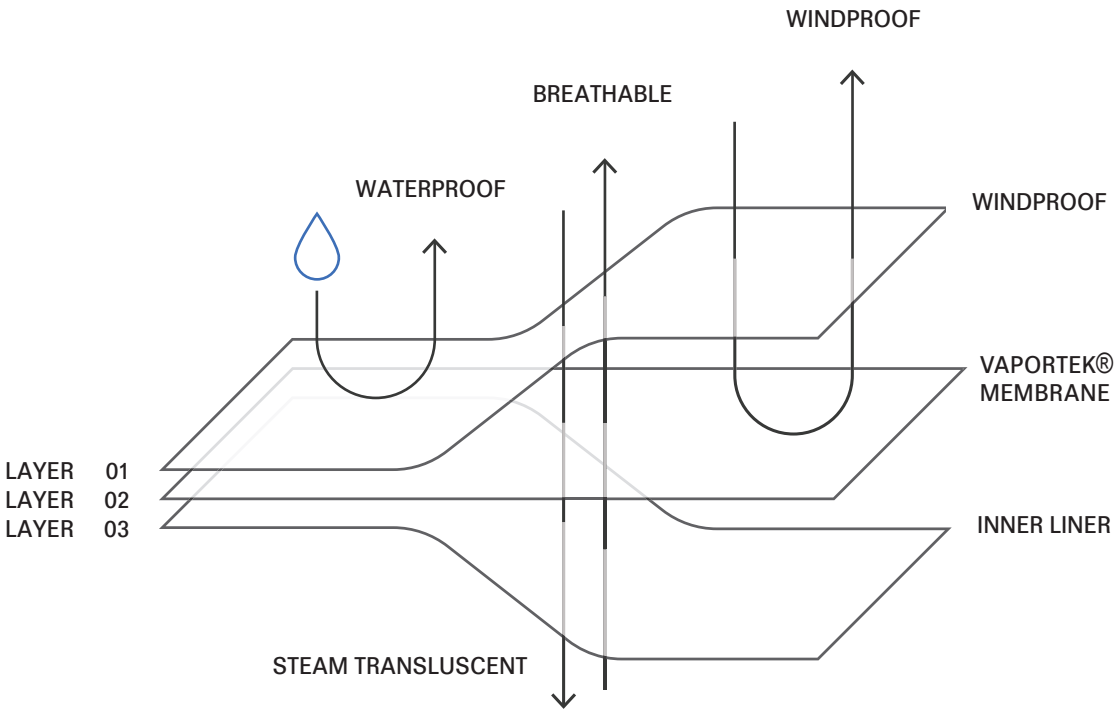 WINDPROOF
BREATHABLE
WATERPROOF
WINDPROOF
VAPORTEK®
MEMBRANE
LAYER 01
LAYER 02
LAYER 03
INNER LINER
STEAM TRANSLUSCENT